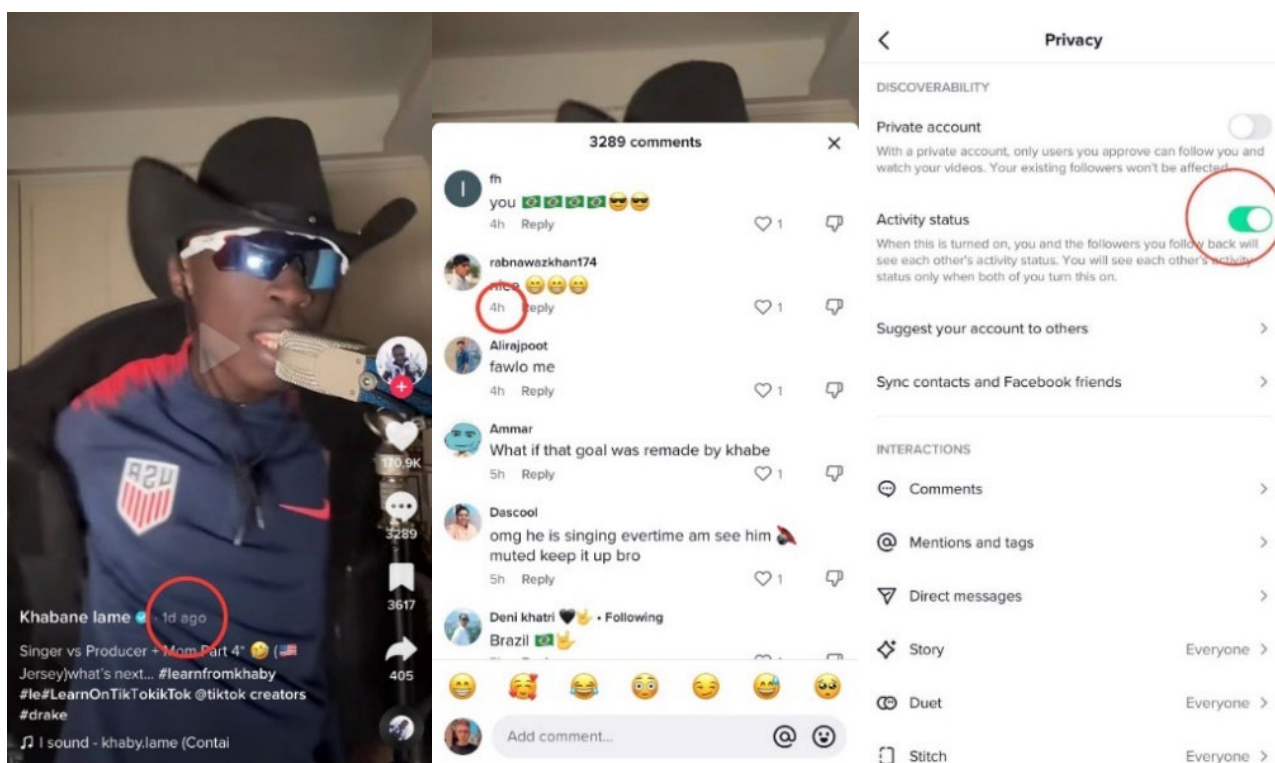 USA
170.9K
3289
3617
405
Khabane lame · 1d ago
Singer vs Producer + Mom Part 4" 🤣 (🇺🇸
Jersey)what's next... #learnfromkhaby
#le#LearnOnTikTokikTok @tiktok creators
#drake
I sound - khaby.lame (Contai
3289 comments
I
fh
you 🇧🇷🇧🇷🇧🇷🇧🇷😎😎
4h Reply
1
rabnawazkhan174
nice 😁😁😁
4h Reply
1
Alirajpoot
fawlo me
4h Reply
1
Ammar
What if that goal was remade by khabe
5h Reply
1
Dascool
omg he is singing evertime am see him
muted keep it up bro
5h Reply
1
Deni khatri 🖤🤟 • Following
Brazil 🇧🇷🤟
😁 🥰 😂 😳 😏 😅 🥺
Add comment...
Privacy
DISCOVERABILITY
Private account
With a private account, only users you approve can follow you and
watch your videos. Your existing followers won't be affected.
Activity status
When this is turned on, you and the followers you follow back will
see each other's activity status. You will see each other's activity
status only when both of you turn this on.
Suggest your account to others
Sync contacts and Facebook friends
INTERACTIONS
Comments
Mentions and tags
Direct messages
Story Everyone
Duet Everyone
Stitch Everyone